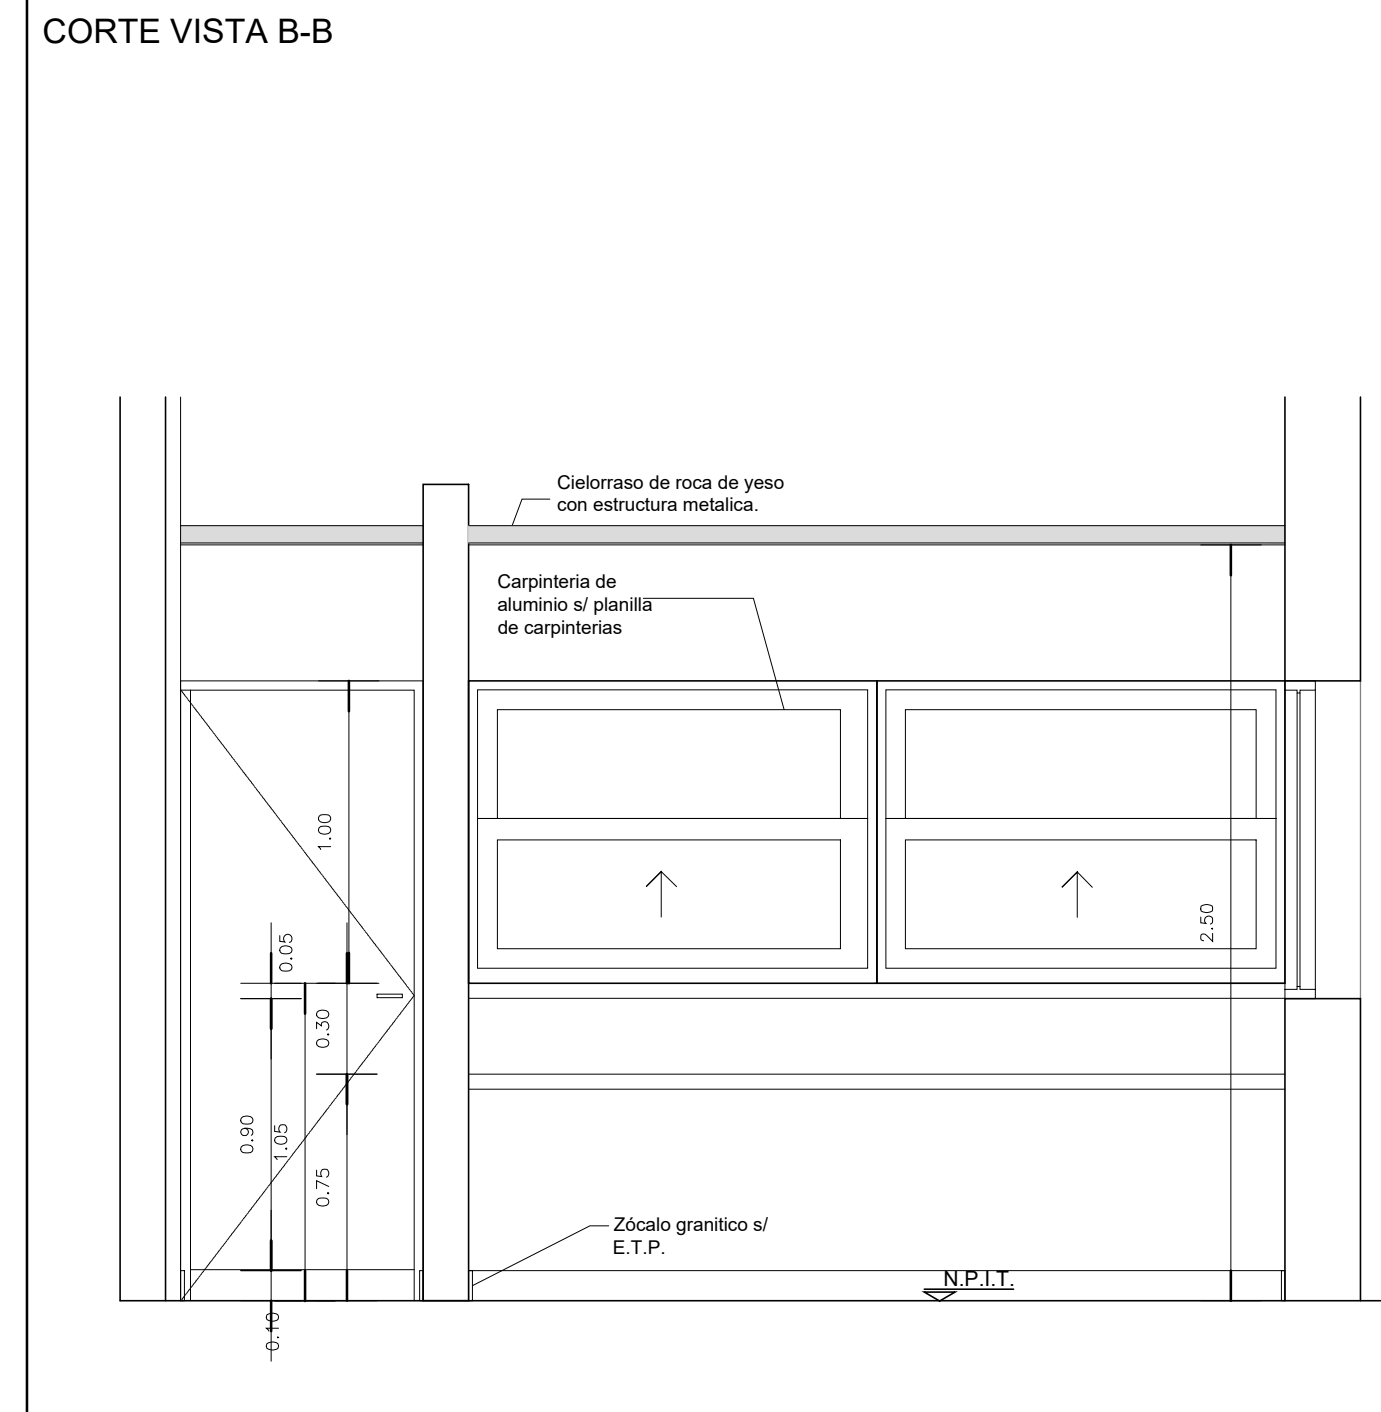 CORTE VISTA B-B
Cielorraso de roca de yeso
con estructura metalica.
Carpinteria de
aluminio s/ planilla
de carpinterias
1.00
2.50
0.05
0.30
0.90
1.05
0.75
Zócalo granitico s/
E.T.P.
N.P.I.T.
0.10